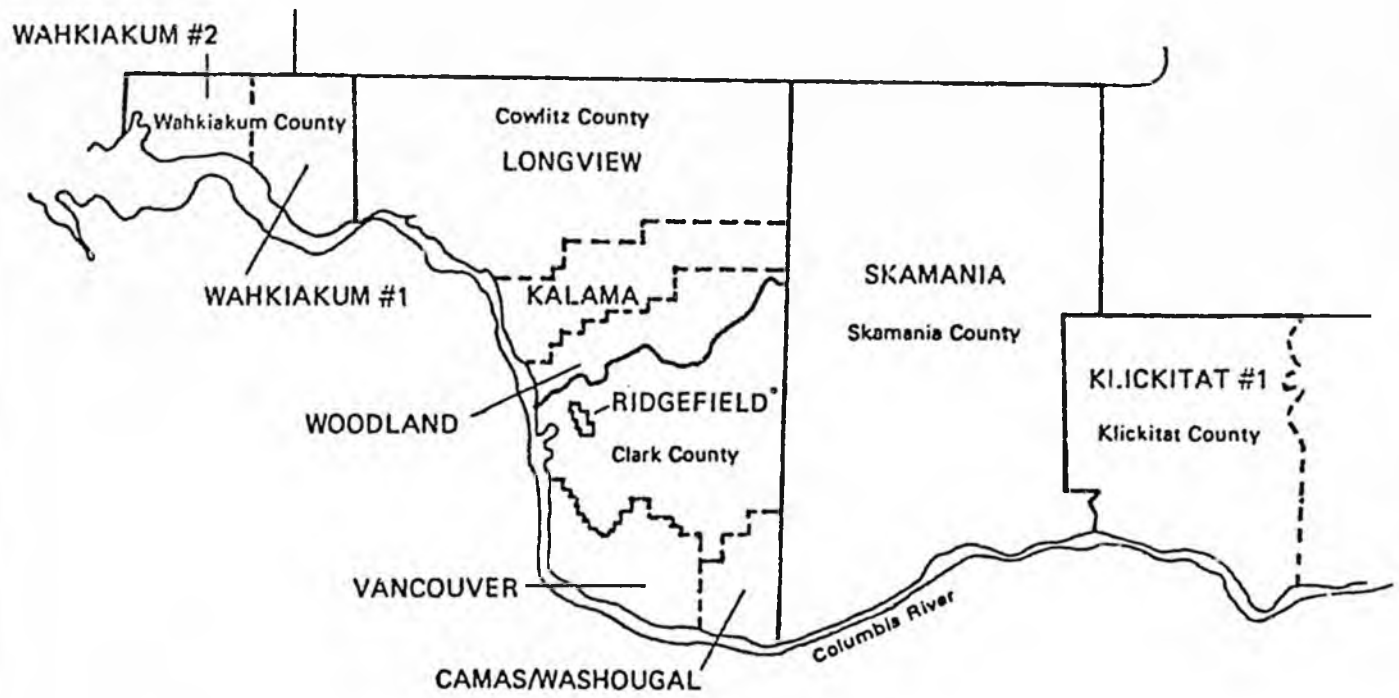 WAHKIAKUM #2
Wahkiakum County
Cowlitz County
LONGVIEW
WAHKIAKUM #1
KALAMA
SKAMANIA
Skamania County
KLICKITAT #1
Klickitat County
WOODLAND
RIDGEFIELD*
Clark County
VANCOUVER
Columbia River
CAMAS/WASHOUGAL